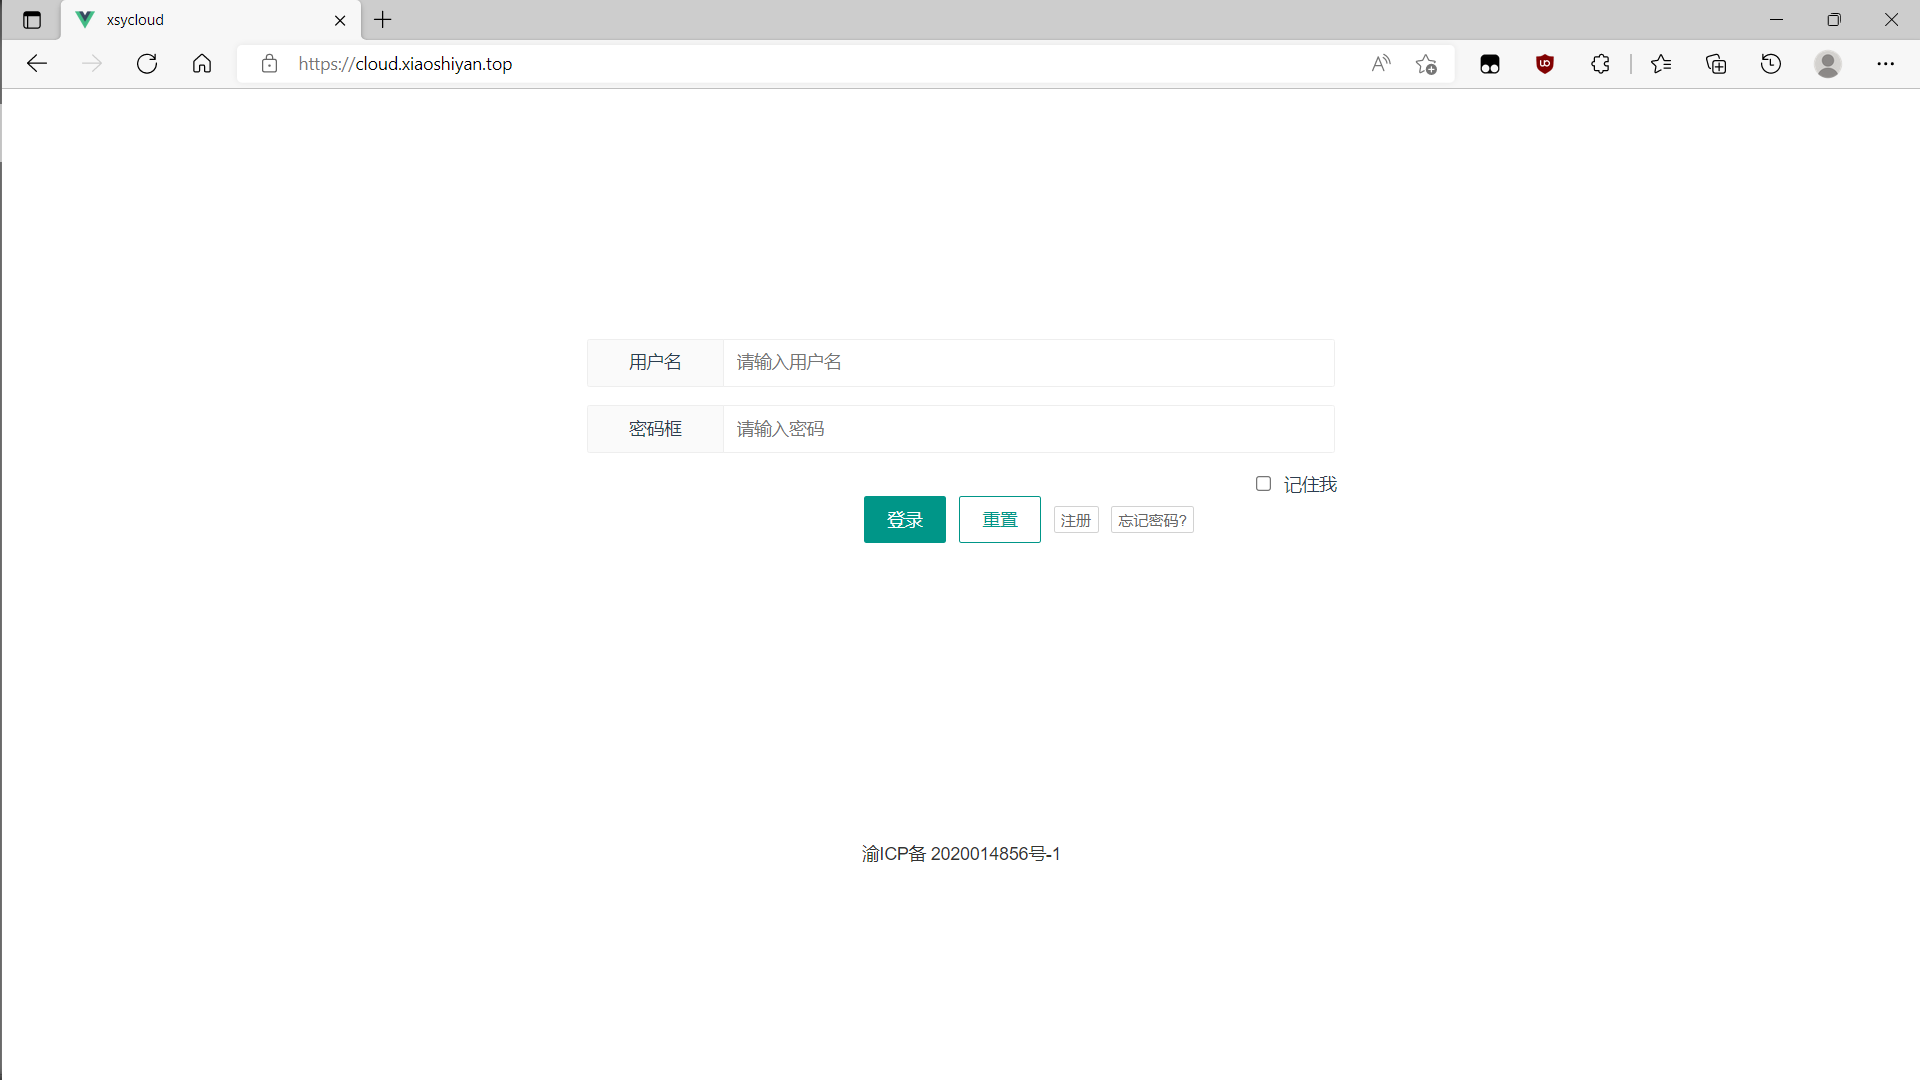 xsycloud
https://cloud.xiaoshiyan.top
用户名 请输入用户名
密码框 请输入密码
记住我
登录 重置 注册 忘记密码?
渝ICP备 2020014856号-1